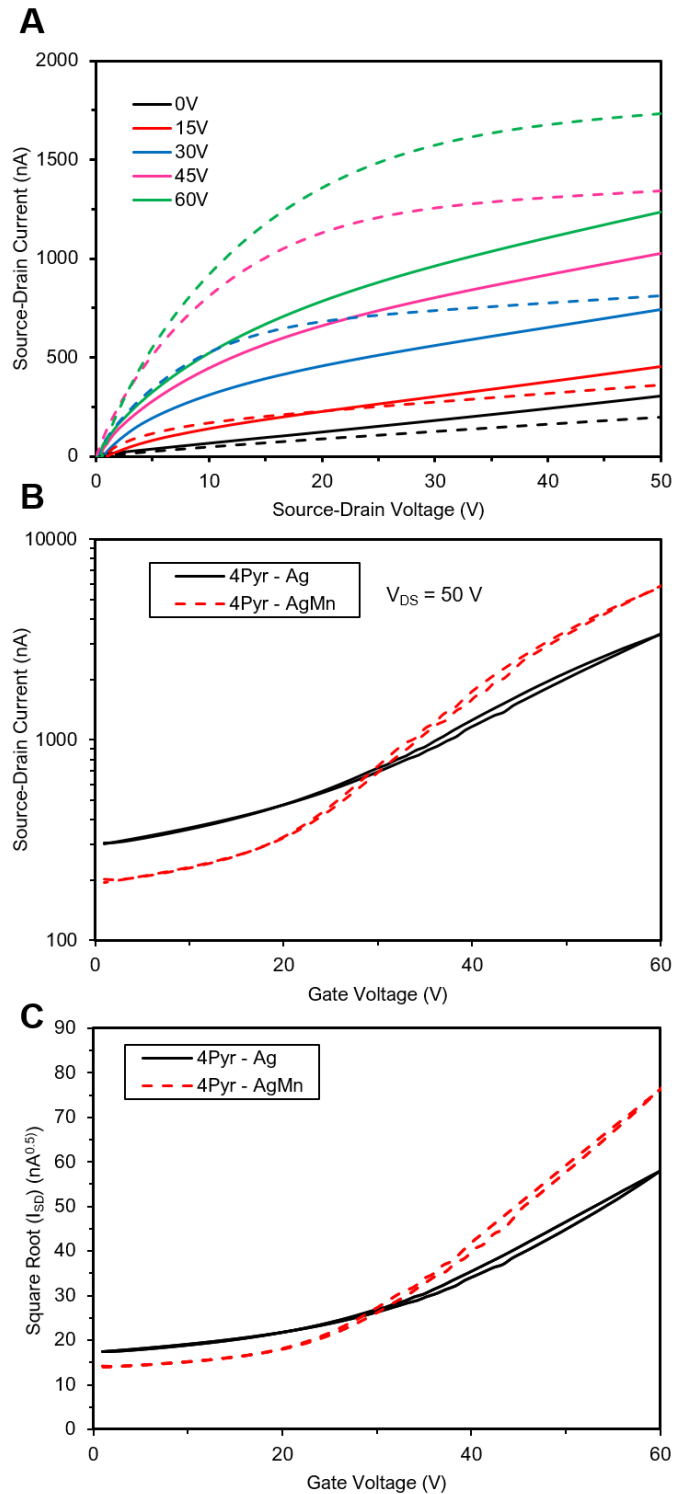 A
2000
1500
1000
500
0
0V
15V
30V
45V
60V
0 10 20 30 40 50
Source-Drain Current (nA)
Source-Drain Voltage (V)
B
10000
1000
100
4Pyr - Ag
4Pyr - AgMn
V_DS = 50 V
0 20 40 60
Source-Drain Current (nA)
Gate Voltage (V)
C
90
80
70
60
50
40
30
20
10
0
4Pyr - Ag
4Pyr - AgMn
0 20 40 60
Square Root (I_SD) (nA^0.5))
Gate Voltage (V)